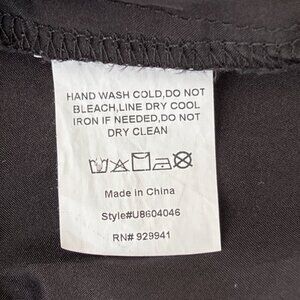 HAND WASH COLD,DO NOT
BLEACH,LINE DRY COOL
IRON IF NEEDED,DO NOT
DRY CLEAN
Made in China
Style#U8604046
RN# 929941